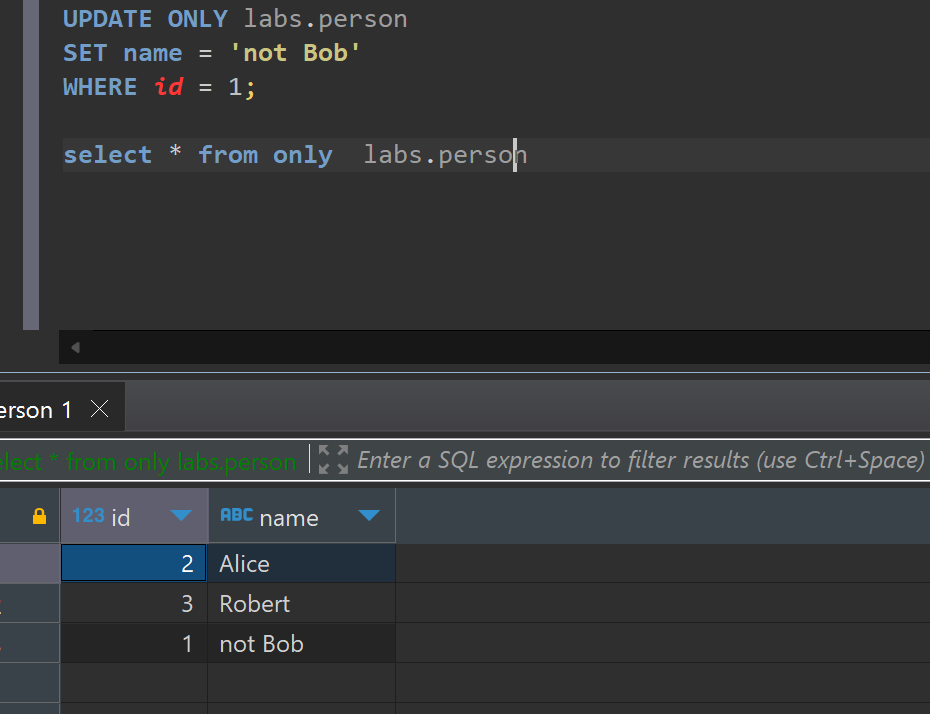 UPDATE ONLY labs.person
SET name = 'not Bob'
WHERE id = 1;
select * from only  labs.person
erson 1
elect * from only labs.person Enter a SQL expression to filter results (use Ctrl+Space)
123 id ABC name
2 Alice
3 Robert
1 not Bob